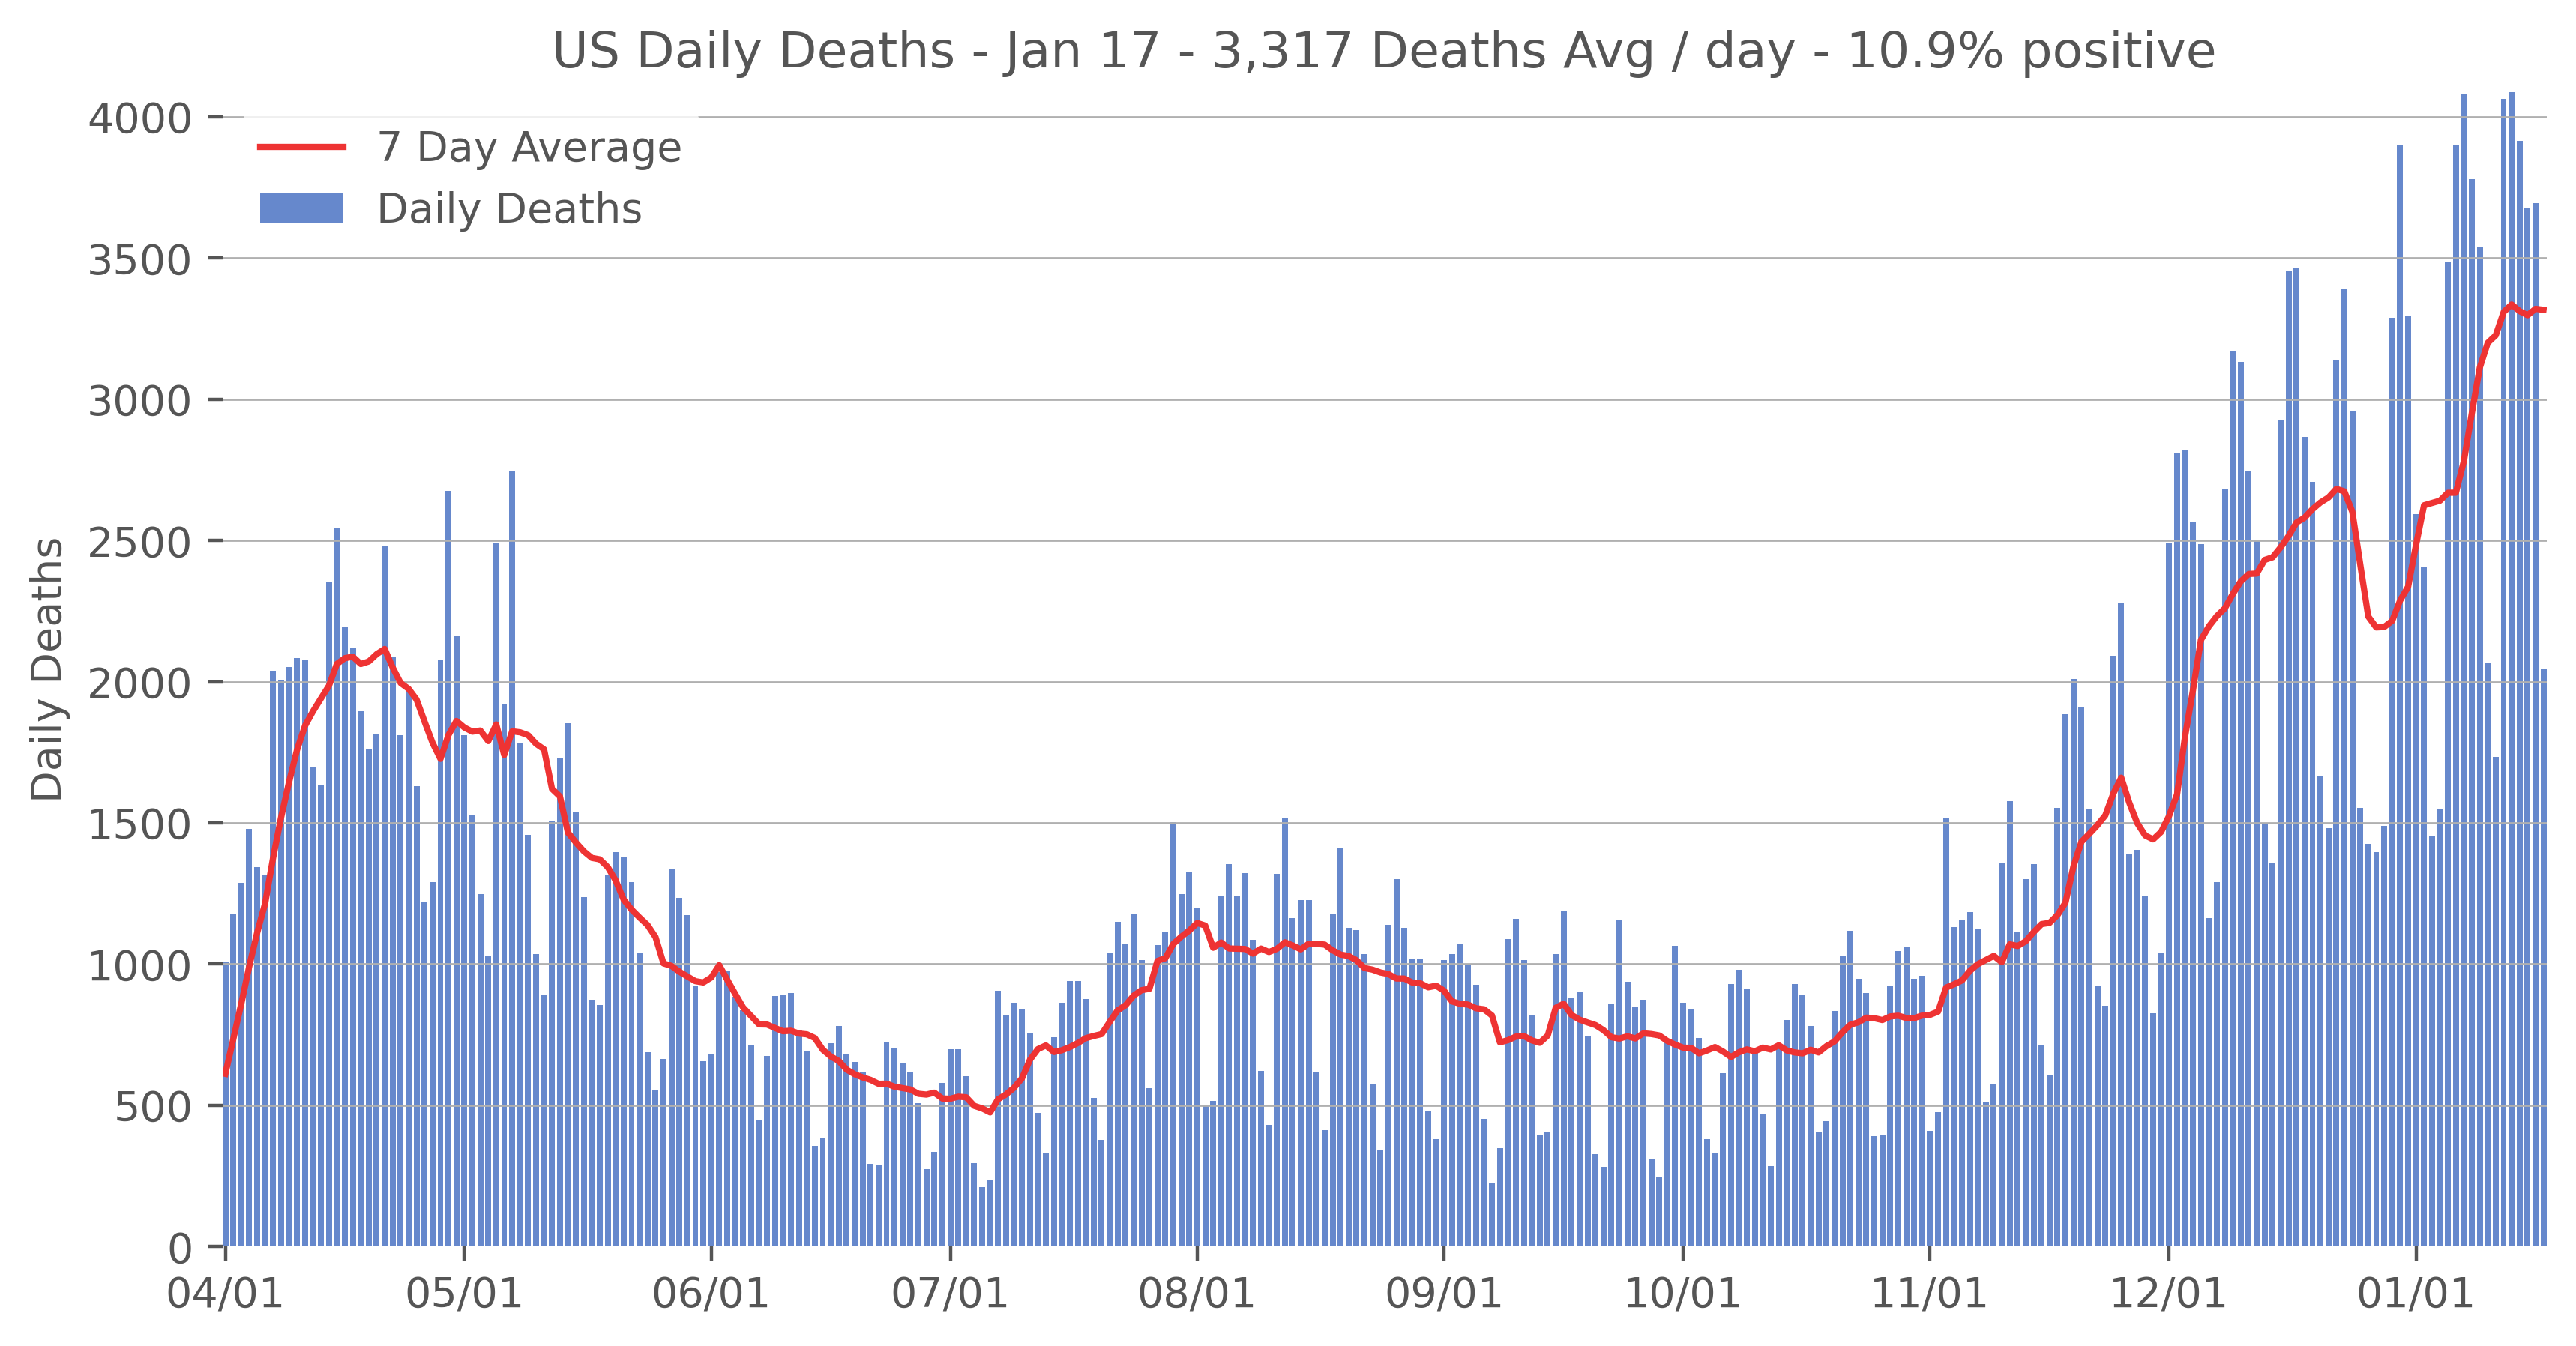 US Daily Deaths - Jan 17 - 3,317 Deaths Avg / day - 10.9% positive
7 Day Average
Daily Deaths
Daily Deaths
4000
3500
3000
2500
2000
1500
1000
500
0
04/01 05/01 06/01 07/01 08/01 09/01 10/01 11/01 12/01 01/01